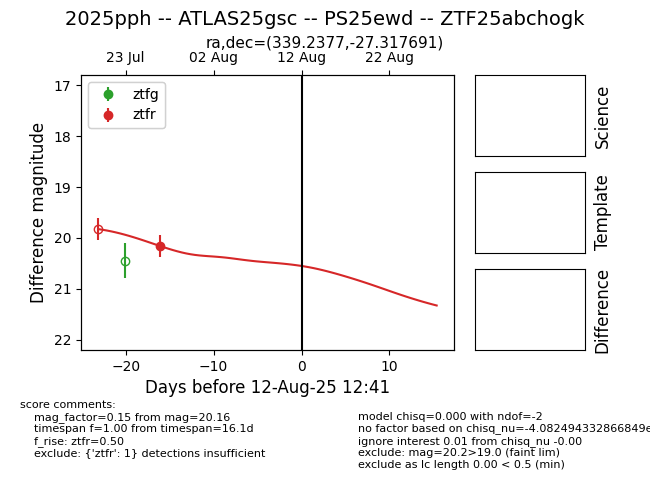 2025pph -- ATLAS25gsc -- PS25ewd -- ZTF25abchogk
ra,dec=(339.2377,-27.317691)
23 Jul 02 Aug 12 Aug 22 Aug
ztfg
ztfr
17
18
19
20
21
22
Difference magnitude
−20 −10 0 10
Days before 12-Aug-25 12:41
Science
Template
Difference
score comments:
mag_factor=0.15 from mag=20.16
timespan f=1.00 from timespan=16.1d
f_rise: ztfr=0.50
exclude: {'ztfr': 1} detections insufficient
model chisq=0.000 with ndof=-2
no factor based on chisq_nu=-4.082494332866849e
ignore interest 0.01 from chisq_nu -0.00
exclude: mag=20.2>19.0 (faint lim)
exclude as lc length 0.00 < 0.5 (min)